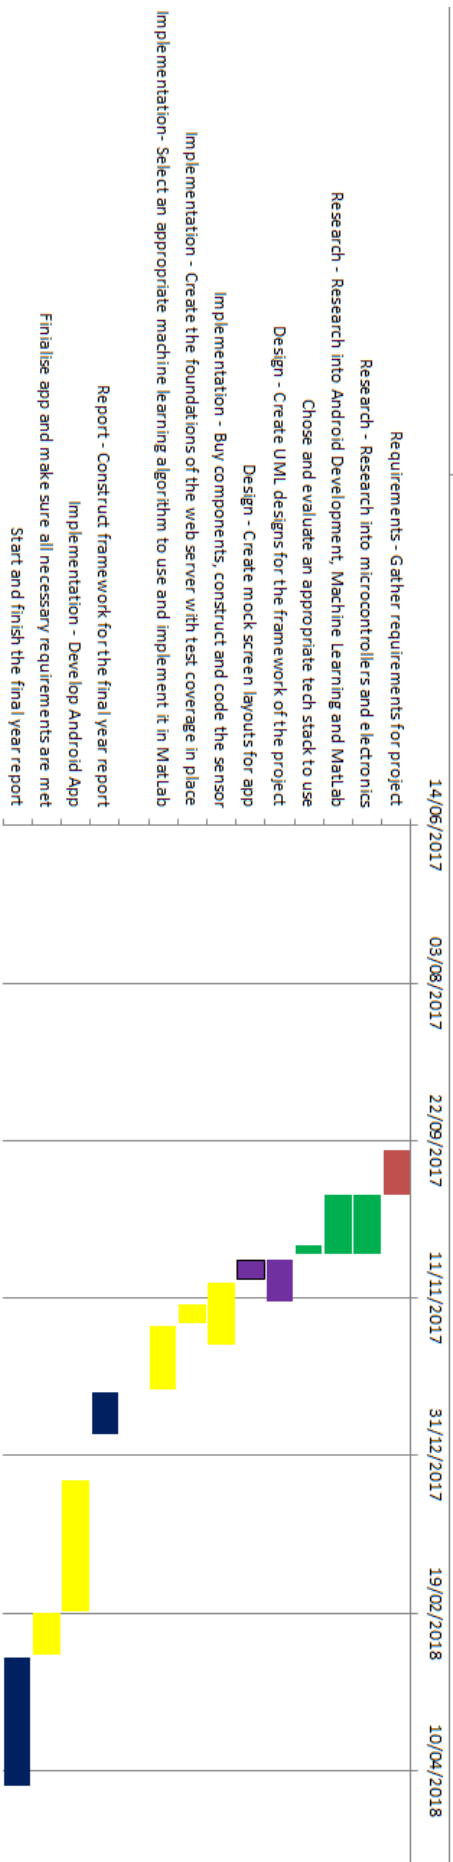 14/06/2017 03/08/2017 22/09/2017 11/11/2017 31/12/2017 19/02/2018 10/04/2018
Requirements - Gather requirements for project
Research - Research into microcontrollers and electronics
Research - Research into Android Development, Machine Learning and MatLab
Chose and evaluate an appropriate tech stack to use
Design - Create UML designs for the framework of the project
Design - Create mock screen layouts for app
Implementation - Buy components, construct and code the sensor
Implementation - Create the foundations of the web server with test coverage in place
Implementation- Select an appropriate machine learning algorithm to use and implement it in MatLab
Report - Construct framework for the final year report
Implementation - Develop Android App
Finialise app and make sure all necessary requirements are met
Start and finish the final year report